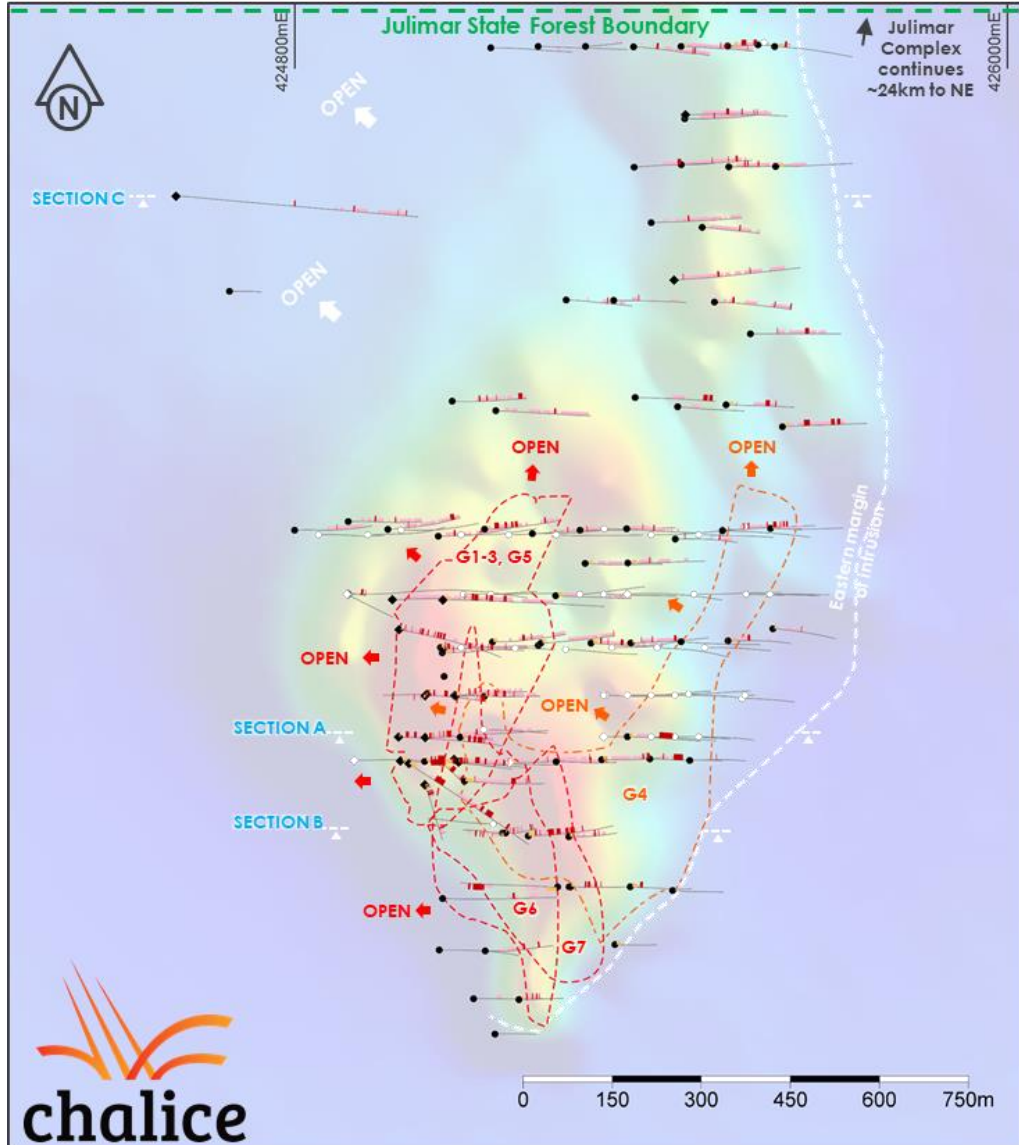 Julimar State Forest Boundary
424800mE
426000mE
Julimar
Complex
continues
~24km to NE
N
OPEN
SECTION C
OPEN
OPEN
OPEN
Eastern margin
of intrusion
G1-3, G5
OPEN
OPEN
SECTION A
G4
SECTION B
G6
OPEN
G7
chalice
0
150
300
450
600
750m